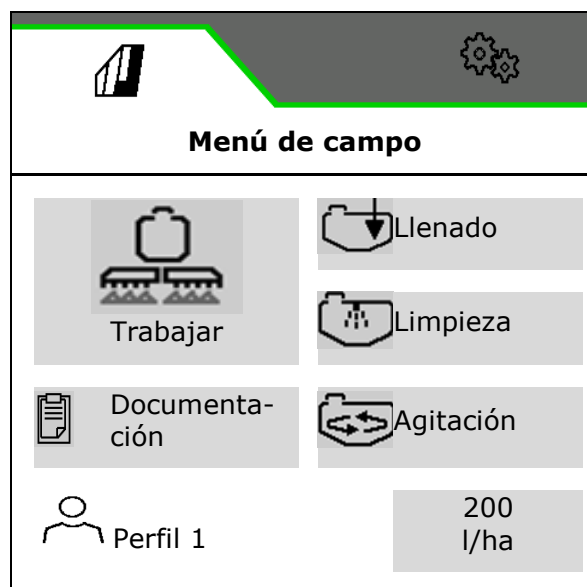 Menú de campo
Trabajar
Llenado
Limpieza
Documenta-
ción
Agitación
Perfil 1
200
l/ha